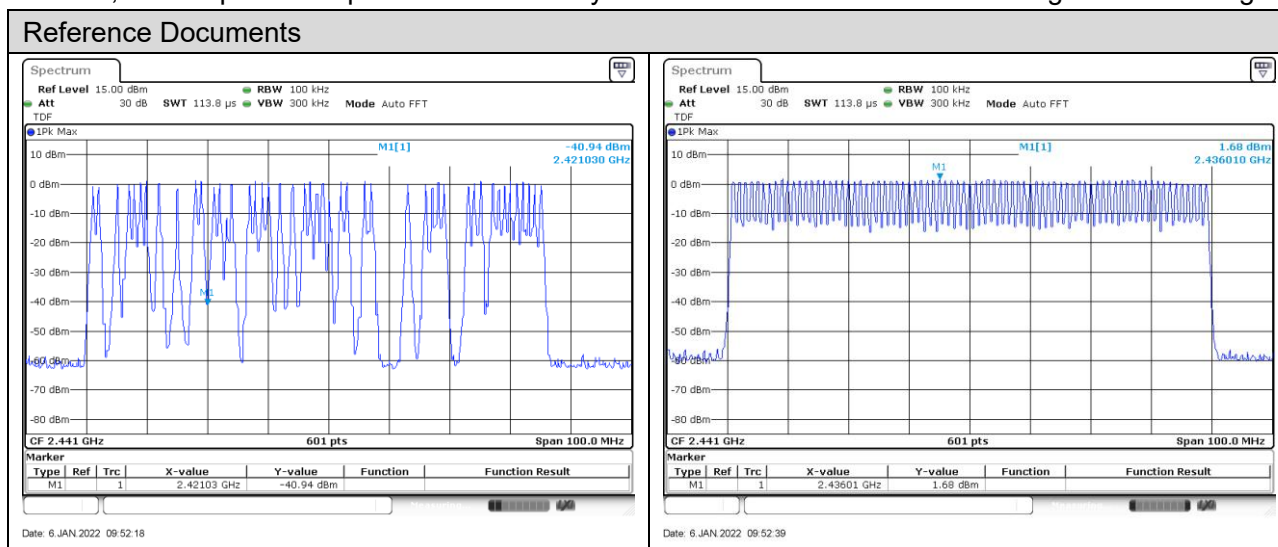 Reference Documents
Spectrum
Ref Level 15.00 dBm RBW 100 kHz
Att 30 dB SWT 113.8 µs VBW 300 kHz Mode Auto FFT
TDF
1Pk Max
M1[1] -40.94 dBm
2.421030 GHz
10 dBm
0 dBm
-10 dBm
-20 dBm
-30 dBm
M1
-40 dBm
-50 dBm
-60 dBm
-70 dBm
-80 dBm
CF 2.441 GHz 601 pts Span 100.0 MHz
Marker
Type Ref Trc X-value Y-value Function Function Result
M1 1 2.42103 GHz -40.94 dBm
Date: 6.JAN.2022 09:52:18
Spectrum
Ref Level 15.00 dBm RBW 100 kHz
Att 30 dB SWT 113.8 µs VBW 300 kHz Mode Auto FFT
TDF
1Pk Max
M1[1] 1.68 dBm
2.436010 GHz
10 dBm
M1
0 dBm
-10 dBm
-20 dBm
-30 dBm
-40 dBm
-50 dBm
-60 dBm
-70 dBm
-80 dBm
CF 2.441 GHz 601 pts Span 100.0 MHz
Marker
Type Ref Trc X-value Y-value Function Function Result
M1 1 2.43601 GHz 1.68 dBm
Date: 6.JAN.2022 09:52:39